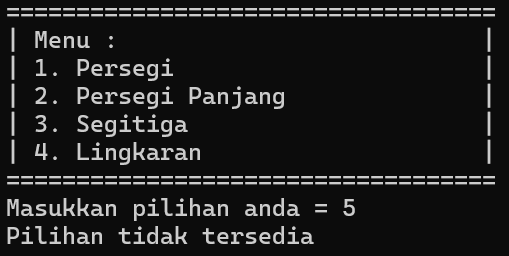 ===================================
| Menu :                          |
| 1. Persegi                      |
| 2. Persegi Panjang              |
| 3. Segitiga                     |
| 4. Lingkaran                    |
===================================
Masukkan pilihan anda = 5
Pilihan tidak tersedia